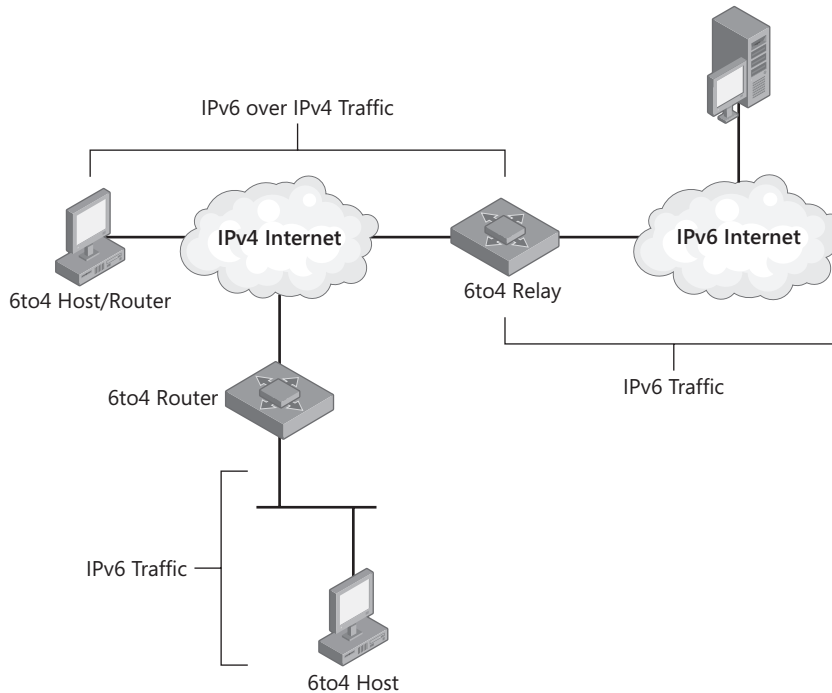 IPv6 over IPv4 Traffic
IPv4 Internet
IPv6 Internet
6to4 Host/Router
6to4 Relay
IPv6 Traffic
6to4 Router
IPv6 Traffic
6to4 Host